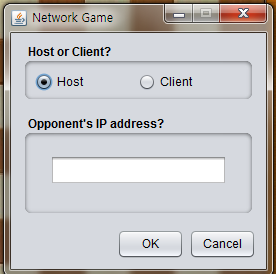 Network Game
Host or Client?
Host Client
Opponent's IP address?
OK Cancel